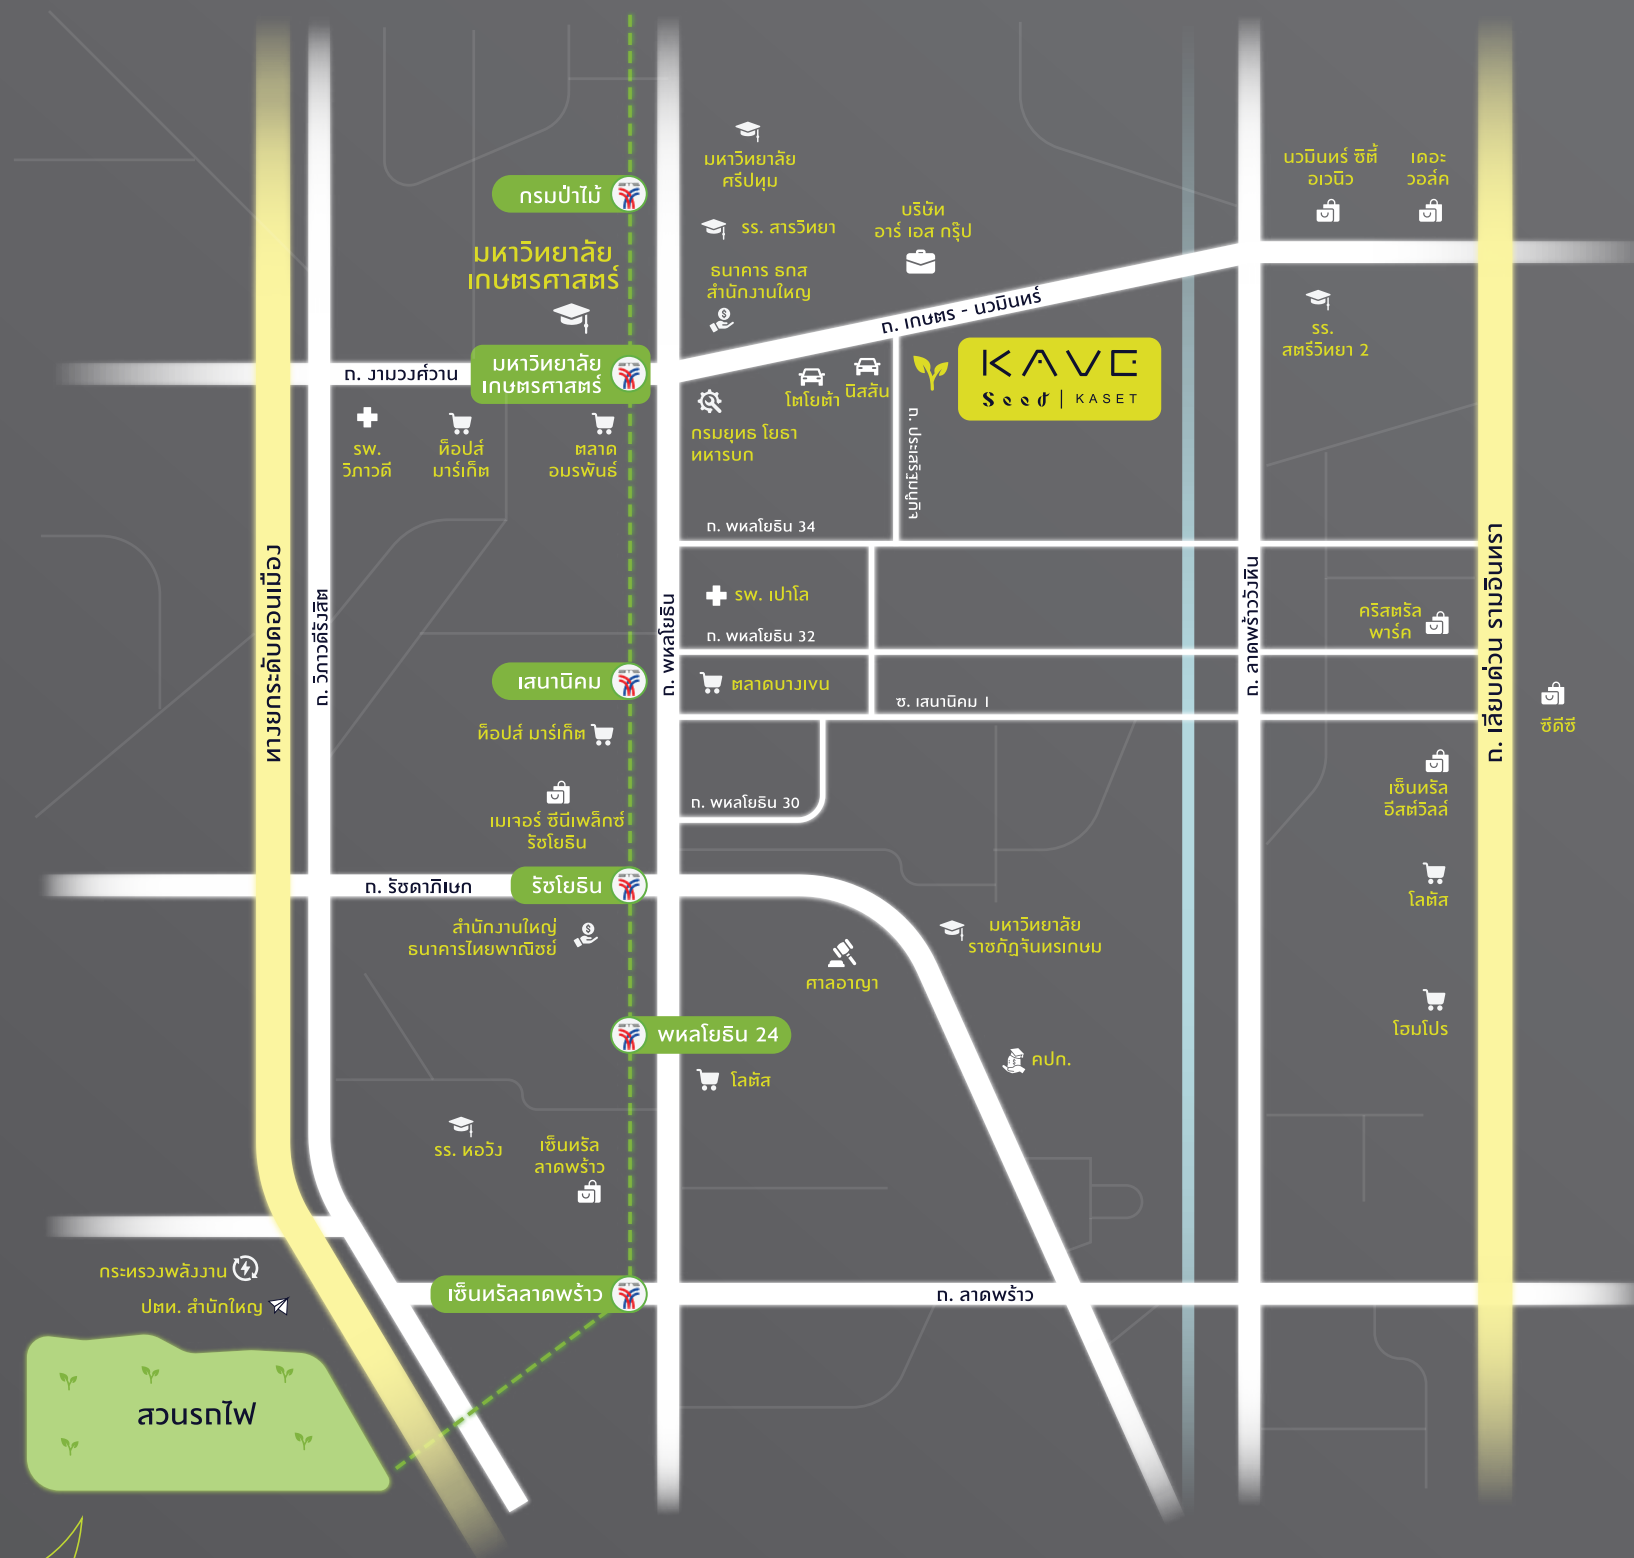 มหาวิทยาลัย
ศรีปทุม
นวมินทร์ ซิตี้
อเวนิว
เดอะ
วอล์ค
กรมป่าไม้
รร. สารวิทยา
บริษัท
อาร์ เอส กรุ๊ป
มหาวิทยาลัย
เกษตรศาสตร์
ธนาคาร ธกส
สำนักงานใหญ่
ถ. เกษตร - นวมินทร์
รร.
สตรีวิทยา 2
ถ. งามวงศ์วาน
มหาวิทยาลัย
เกษตรศาสตร์
โตโยต้า
นิสสัน
KAVE
Seed | KASET
รพ.
วิภาวดี
ท็อปส์
มาร์เก็ต
ตลาด
อมรพันธ์
กรมยุทธ โยธา
ทหารบก
ถ. ประเสริฐมนูกิจ
ถ. พหลโยธิน 34
ทางยกระดับดอนเมือง
ถ. วิภาวดีรังสิต
ถ. พหลโยธิน
รพ. เปาโล
ถ. พหลโยธิน 32
ถ. ลาดพร้าววังหิน
คริสตรัล
พาร์ค
ถ. เลียบด่วน รามอินทรา
เสนานิคม
ตลาดบางเขน
ซ. เสนานิคม 1
ซีดีซี
ท็อปส์ มาร์เก็ต
เซ็นทรัล
อีสต์วิลล์
ถ. พหลโยธิน 30
เมเจอร์ ซีนีเพล็กซ์
รัชโยธิน
ถ. รัชดาภิเษก
รัชโยธิน
โลตัส
สำนักงานใหญ่
ธนาคารไทยพาณิชย์
มหาวิทยาลัย
ราชภัฏจันทรเกษม
ศาลอาญา
พหลโยธิน 24
โฮมโปร
คปภ.
โลตัส
รร. หอวัง
เซ็นทรัล
ลาดพร้าว
กระทรวงพลังงาน
ปตท. สำนักใหญ่
เซ็นทรัลลาดพร้าว
ถ. ลาดพร้าว
สวนรถไฟ